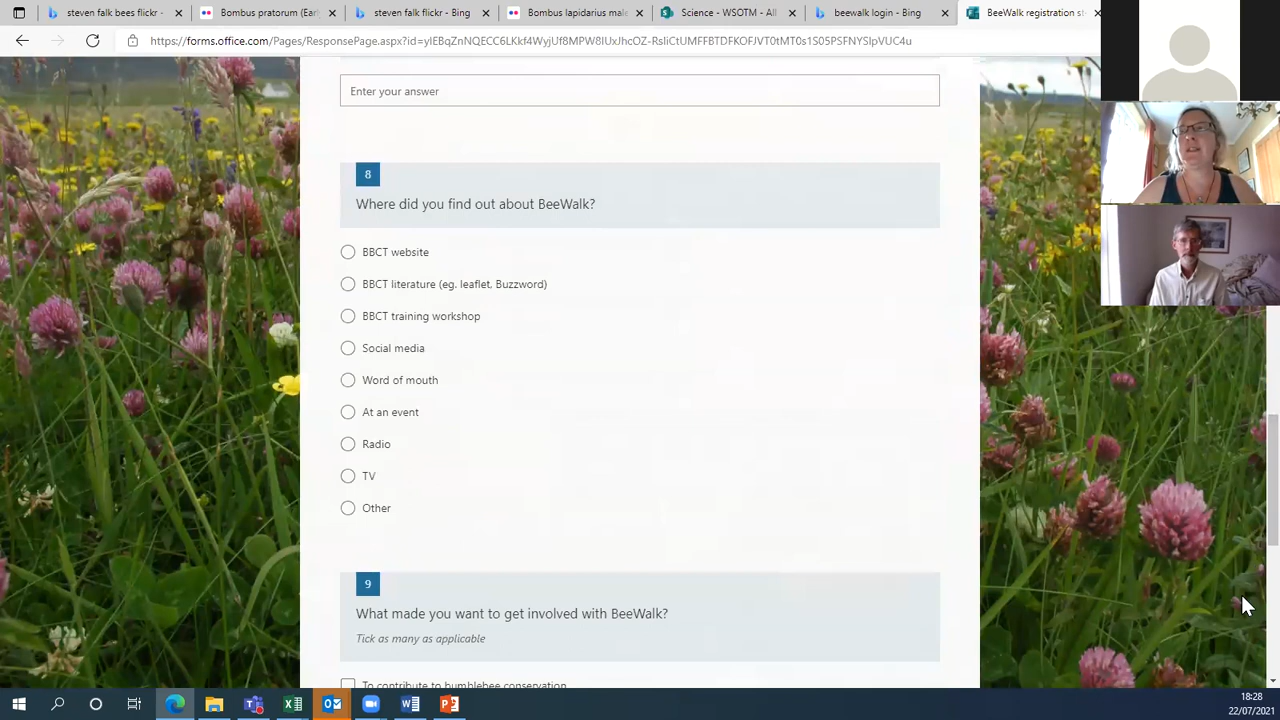 steven falk bees flickr -
Bombus pratorum (Earl
steven falk flickr - Bing
Bombus lapidarius male
Science - WSOTM - All
beewalk login - Bing
BeeWalk registration st
Enter your answer
8
Where did you find out about BeeWalk?
BBCT website
BBCT literature (eg. leaflet, Buzzword)
BBCT training workshop
Social media
Word of mouth
At an event
Radio
TV
Other
9
What made you want to get involved with BeeWalk?
Tick as many as applicable
To contribute to bumblebee conservation
18:28
22/07/2021